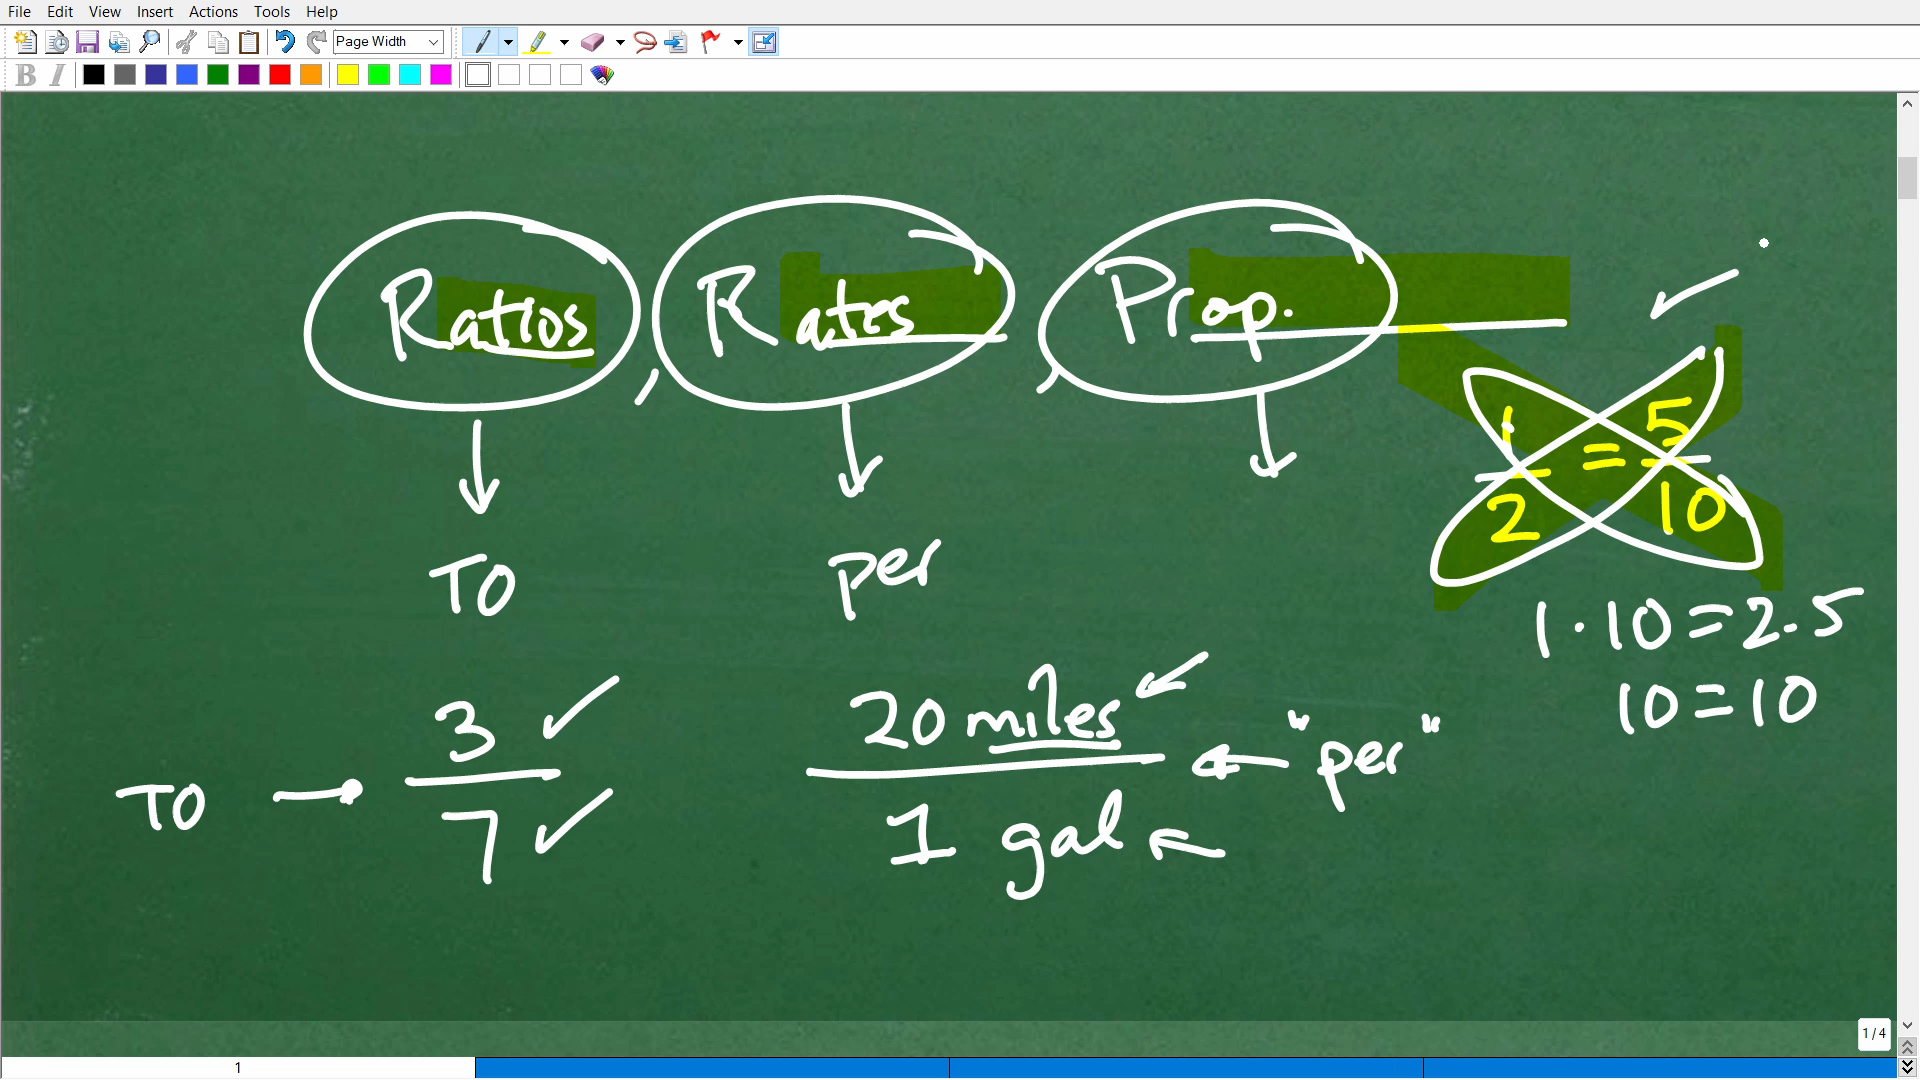 File Edit View Insert Actions Tools Help
Page Width
B I
Ratios, Rates, Prop.
1/2 = 5/10
TO per
1 · 10 = 2 · 5
10 = 10
TO → 3/7
20 miles / 1 gal ← "per"
1 / 4
1